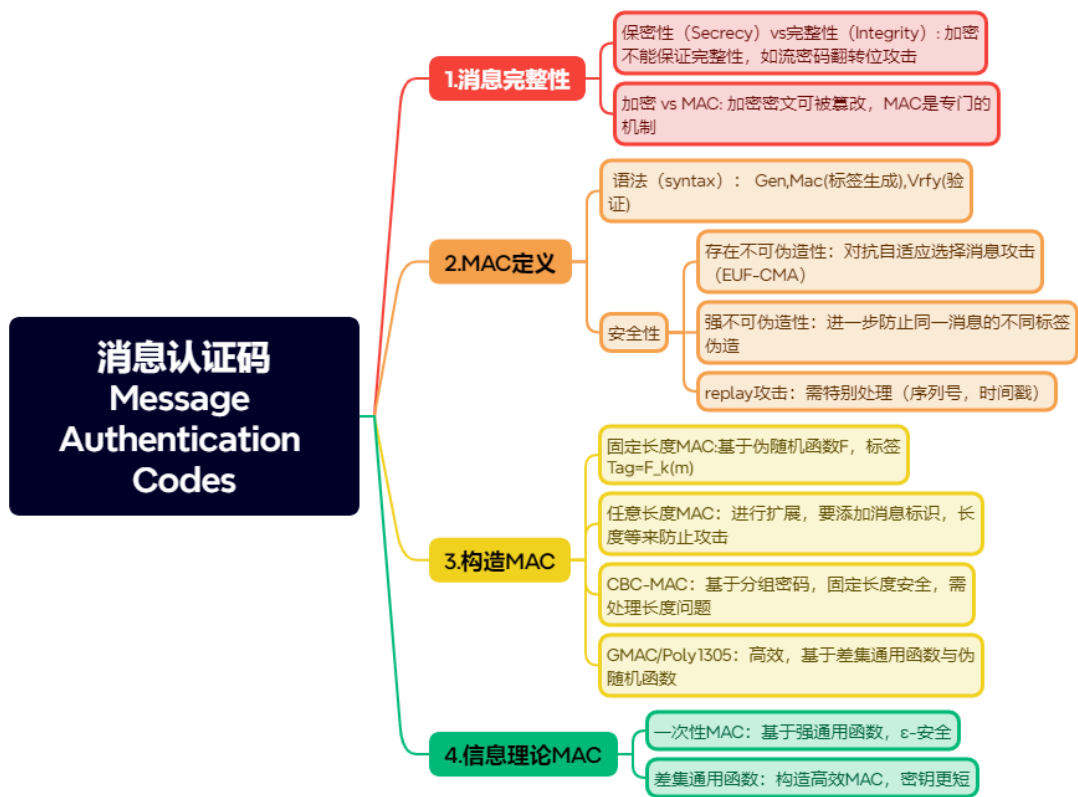 消息认证码
Message
Authentication
Codes
1.消息完整性
保密性（Secrecy）vs完整性（Integrity）: 加密
不能保证完整性，如流密码翻转位攻击
加密 vs MAC: 加密密文可被篡改，MAC是专门的
机制
2.MAC定义
语法（syntax）： Gen,Mac(标签生成),Vrfy(验
证)
安全性
存在不可伪造性：对抗自适应选择消息攻击
（EUF-CMA）
强不可伪造性：进一步防止同一消息的不同标签
伪造
replay攻击：需特别处理（序列号，时间戳）
3.构造MAC
固定长度MAC:基于伪随机函数F，标签
Tag=F_k(m)
任意长度MAC：进行扩展，要添加消息标识，长
度等来防止攻击
CBC-MAC：基于分组密码，固定长度安全，需
处理长度问题
GMAC/Poly1305：高效，基于差集通用函数与伪
随机函数
4.信息理论MAC
一次性MAC：基于强通用函数，ε-安全
差集通用函数：构造高效MAC，密钥更短